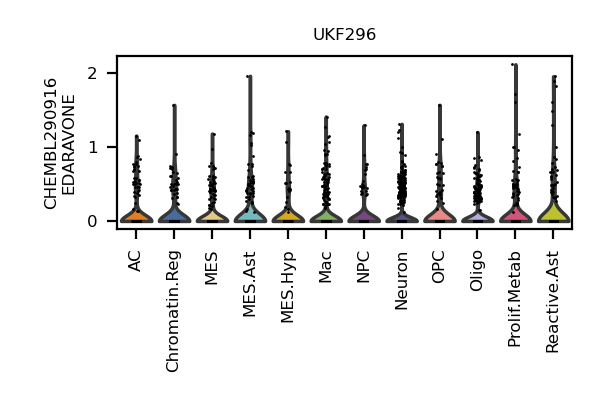 UKF296
CHEMBL290916
EDARAVONE
2
1
0
AC
Chromatin.Reg
MES
MES.Ast
MES.Hyp
Mac
NPC
Neuron
OPC
Oligo
Prolif.Metab
Reactive.Ast